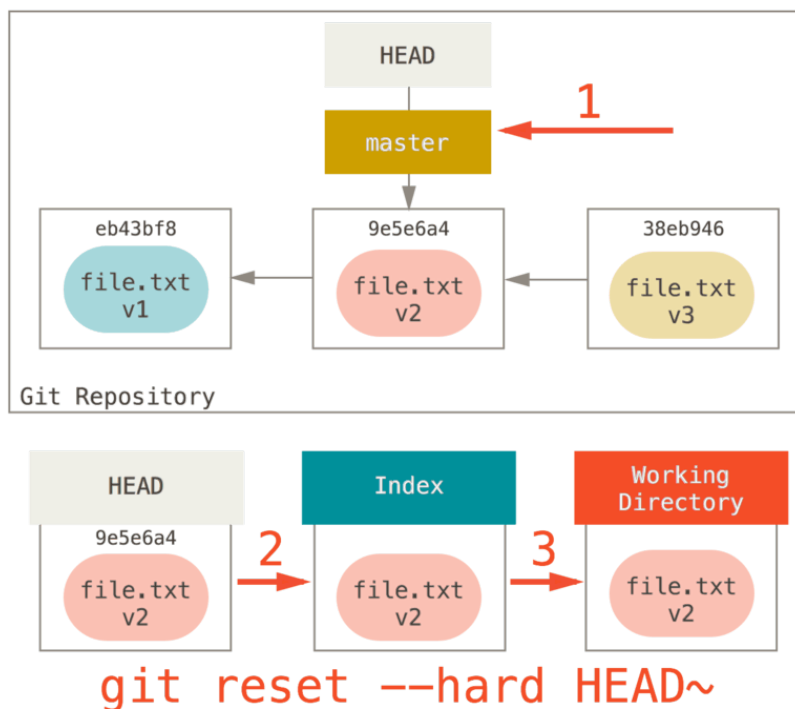 HEAD
1
master
eb43bf8
9e5e6a4
38eb946
file.txt
v1
file.txt
v2
file.txt
v3
Git Repository
HEAD
Index
Working
Directory
9e5e6a4
2
3
file.txt
v2
file.txt
v2
file.txt
v2
git reset --hard HEAD~